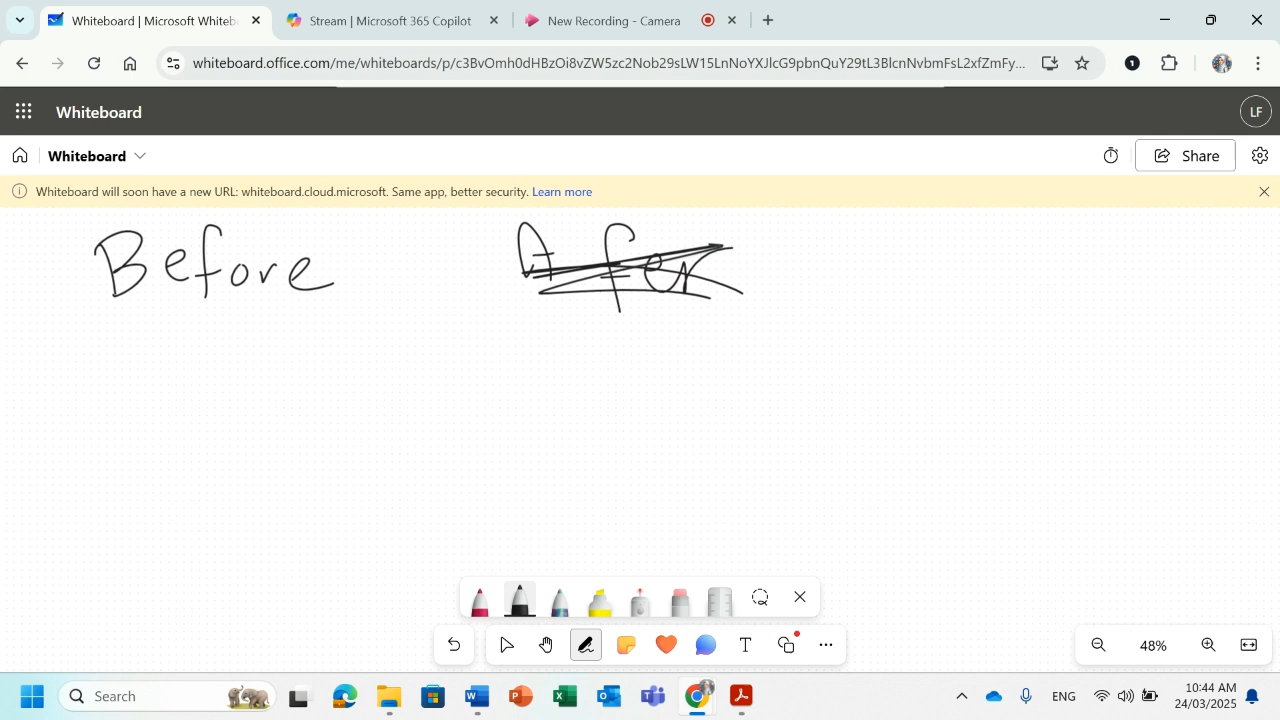 Whiteboard | Microsoft Whiteb
Stream | Microsoft 365 Copilot
New Recording - Camera
whiteboard.office.com/me/whiteboards/p/c3BvOmh0dHBzOi8vZW5zc2Nob29sLW15LnNoYXJlcG9pbnQuY29tL3BlcnNvbmFsL2xfZmFy...
1
Whiteboard
LF
Whiteboard
Share
Whiteboard will soon have a new URL: whiteboard.cloud.microsoft. Same app, better security. Learn more
Before
T
48%
Search
ENG
10:44 AM
24/03/2025